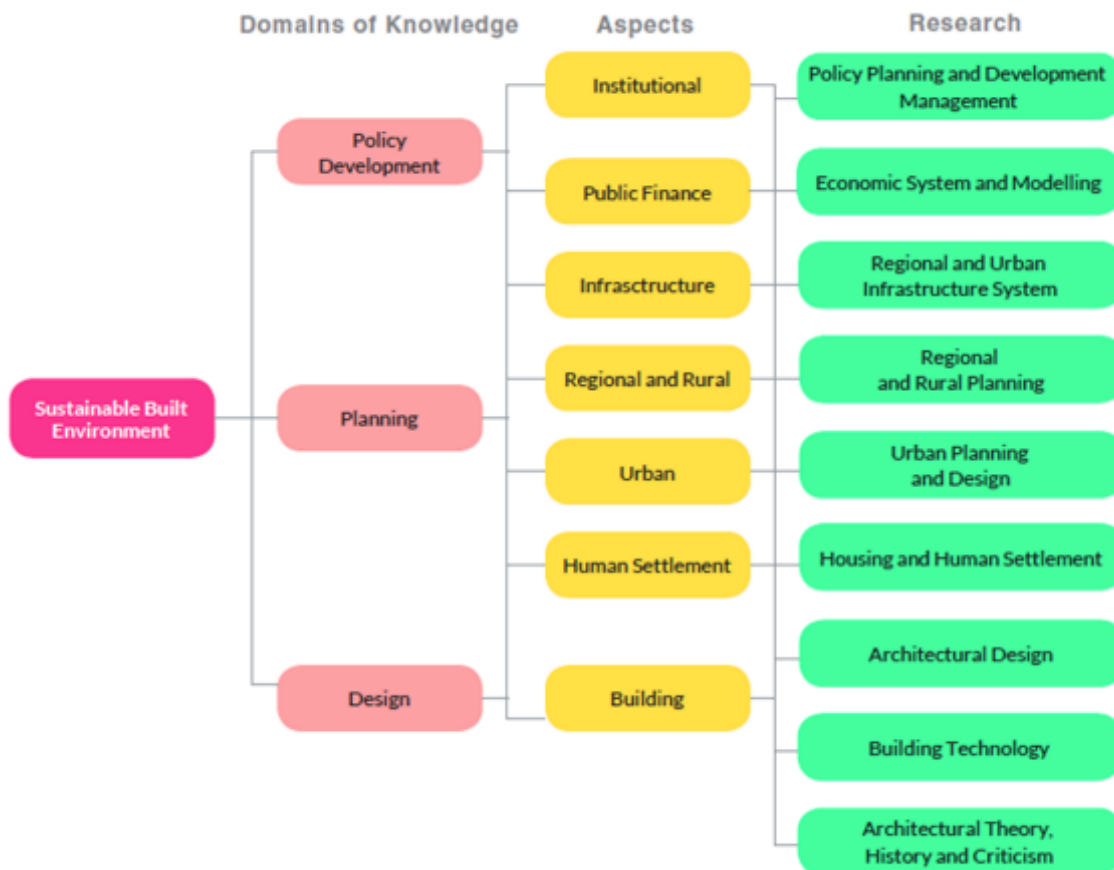 Domains of Knowledge
Aspects
Research
Sustainable Built
Environment
Policy
Development
Planning
Design
Institutional
Public Finance
Infrasctructure
Regional and Rural
Urban
Human Settlement
Building
Policy Planning and Development
Management
Economic System and Modelling
Regional and Urban
Infrastructure System
Regional
and Rural Planning
Urban Planning
and Design
Housing and Human Settlement
Architectural Design
Building Technology
Architectural Theory,
History and Criticism